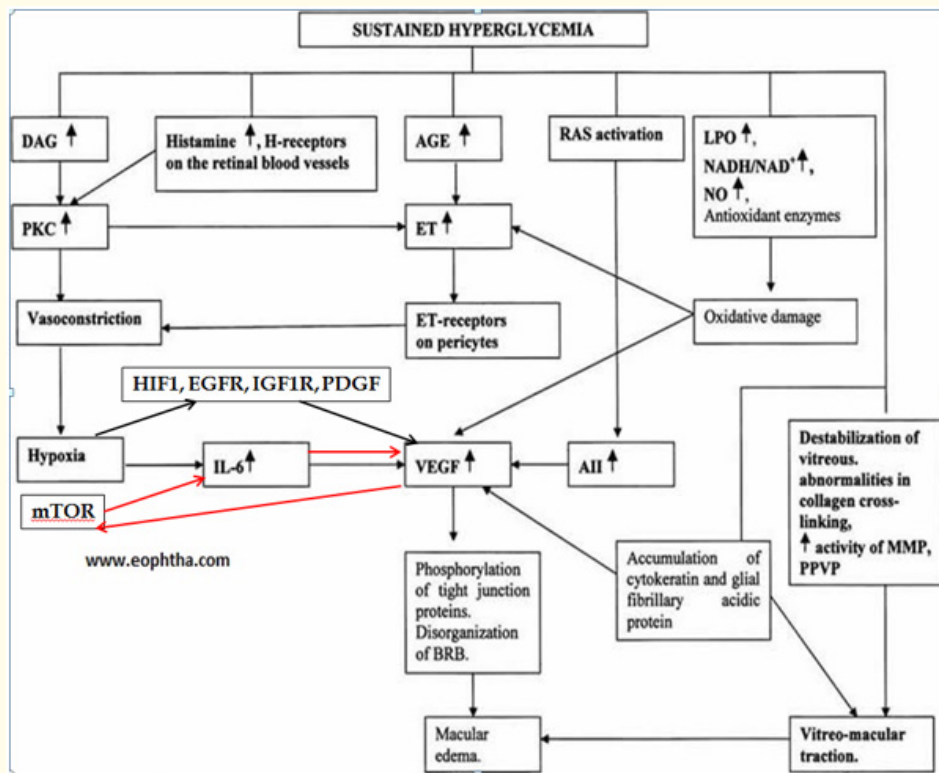 SUSTAINED HYPERGLYCEMIA
DAG ↑
Histamine ↑, H-receptors
on the retinal blood vessels
AGE ↑
RAS activation
LPO ↑,
NADH/NAD⁺↑,
NO ↑,
Antioxidant enzymes
PKC ↑
ET ↑
Vasoconstriction
ET-receptors
on pericytes
Oxidative damage
HIF1, EGFR, IGF1R, PDGF
Hypoxia
IL-6 ↑
VEGF ↑
AII ↑
Destabilization of
vitreous.
abnormalities in
collagen cross-
linking,
↑ activity of MMP,
PPVP
mTOR
www.eophtha.com
Phosphorylation
of tight junction
proteins.
Disorganization
of BRB.
Accumulation of
cytokeratin and glial
fibrillary acidic
protein
Macular
edema.
Vitreo-macular
traction.